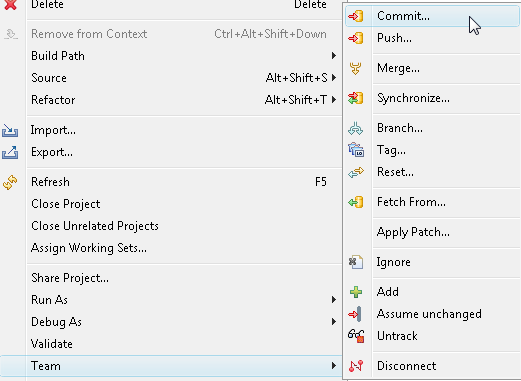 Delete Delete
Remove from Context Ctrl+Alt+Shift+Down
Build Path
Source Alt+Shift+S
Refactor Alt+Shift+T
Import...
Export...
Refresh F5
Close Project
Close Unrelated Projects
Assign Working Sets...
Share Project...
Run As
Debug As
Validate
Team
Commit...
Push...
Merge...
Synchronize...
Branch...
Tag...
Reset...
Fetch From...
Apply Patch...
Ignore
Add
Assume unchanged
Untrack
Disconnect